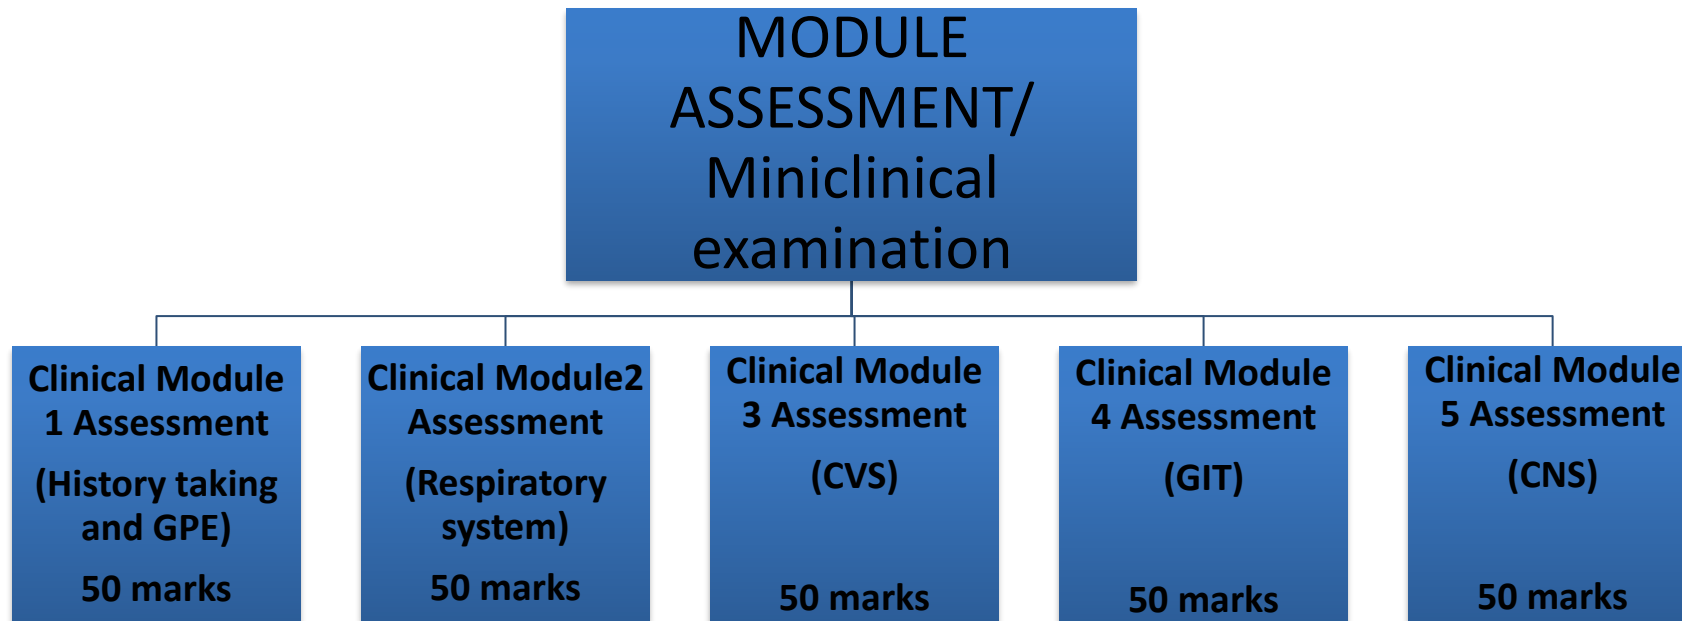 MODULE
ASSESSMENT/
Miniclinical
examination
Clinical Module
1 Assessment
(History taking
and GPE)
50 marks
Clinical Module2
Assessment
(Respiratory
system)
50 marks
Clinical Module
3 Assessment
(CVS)
50 marks
Clinical Module
4 Assessment
(GIT)
50 marks
Clinical Module
5 Assessment
(CNS)
50 marks